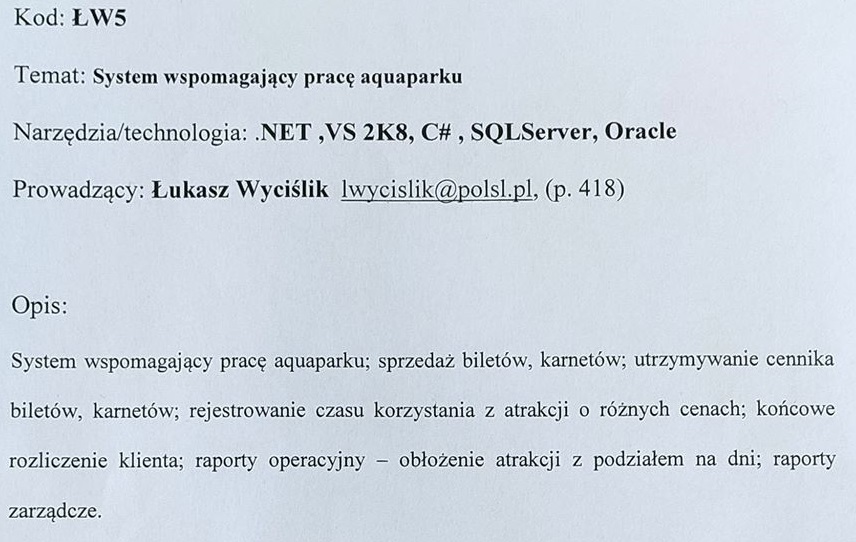 Kod: ŁW5
Temat: System wspomagający pracę aquaparku
Narzędzia/technologia: .NET ,VS 2K8, C# , SQLServer, Oracle
Prowadzący: Łukasz Wyciślik lwycislik@polsl.pl, (p. 418)
Opis:
System wspomagający pracę aquaparku; sprzedaż biletów, karnetów; utrzymywanie cennika
biletów, karnetów; rejestrowanie czasu korzystania z atrakcji o różnych cenach; końcowe
rozliczenie klienta; raporty operacyjny – obłożenie atrakcji z podziałem na dni; raporty
zarządcze.